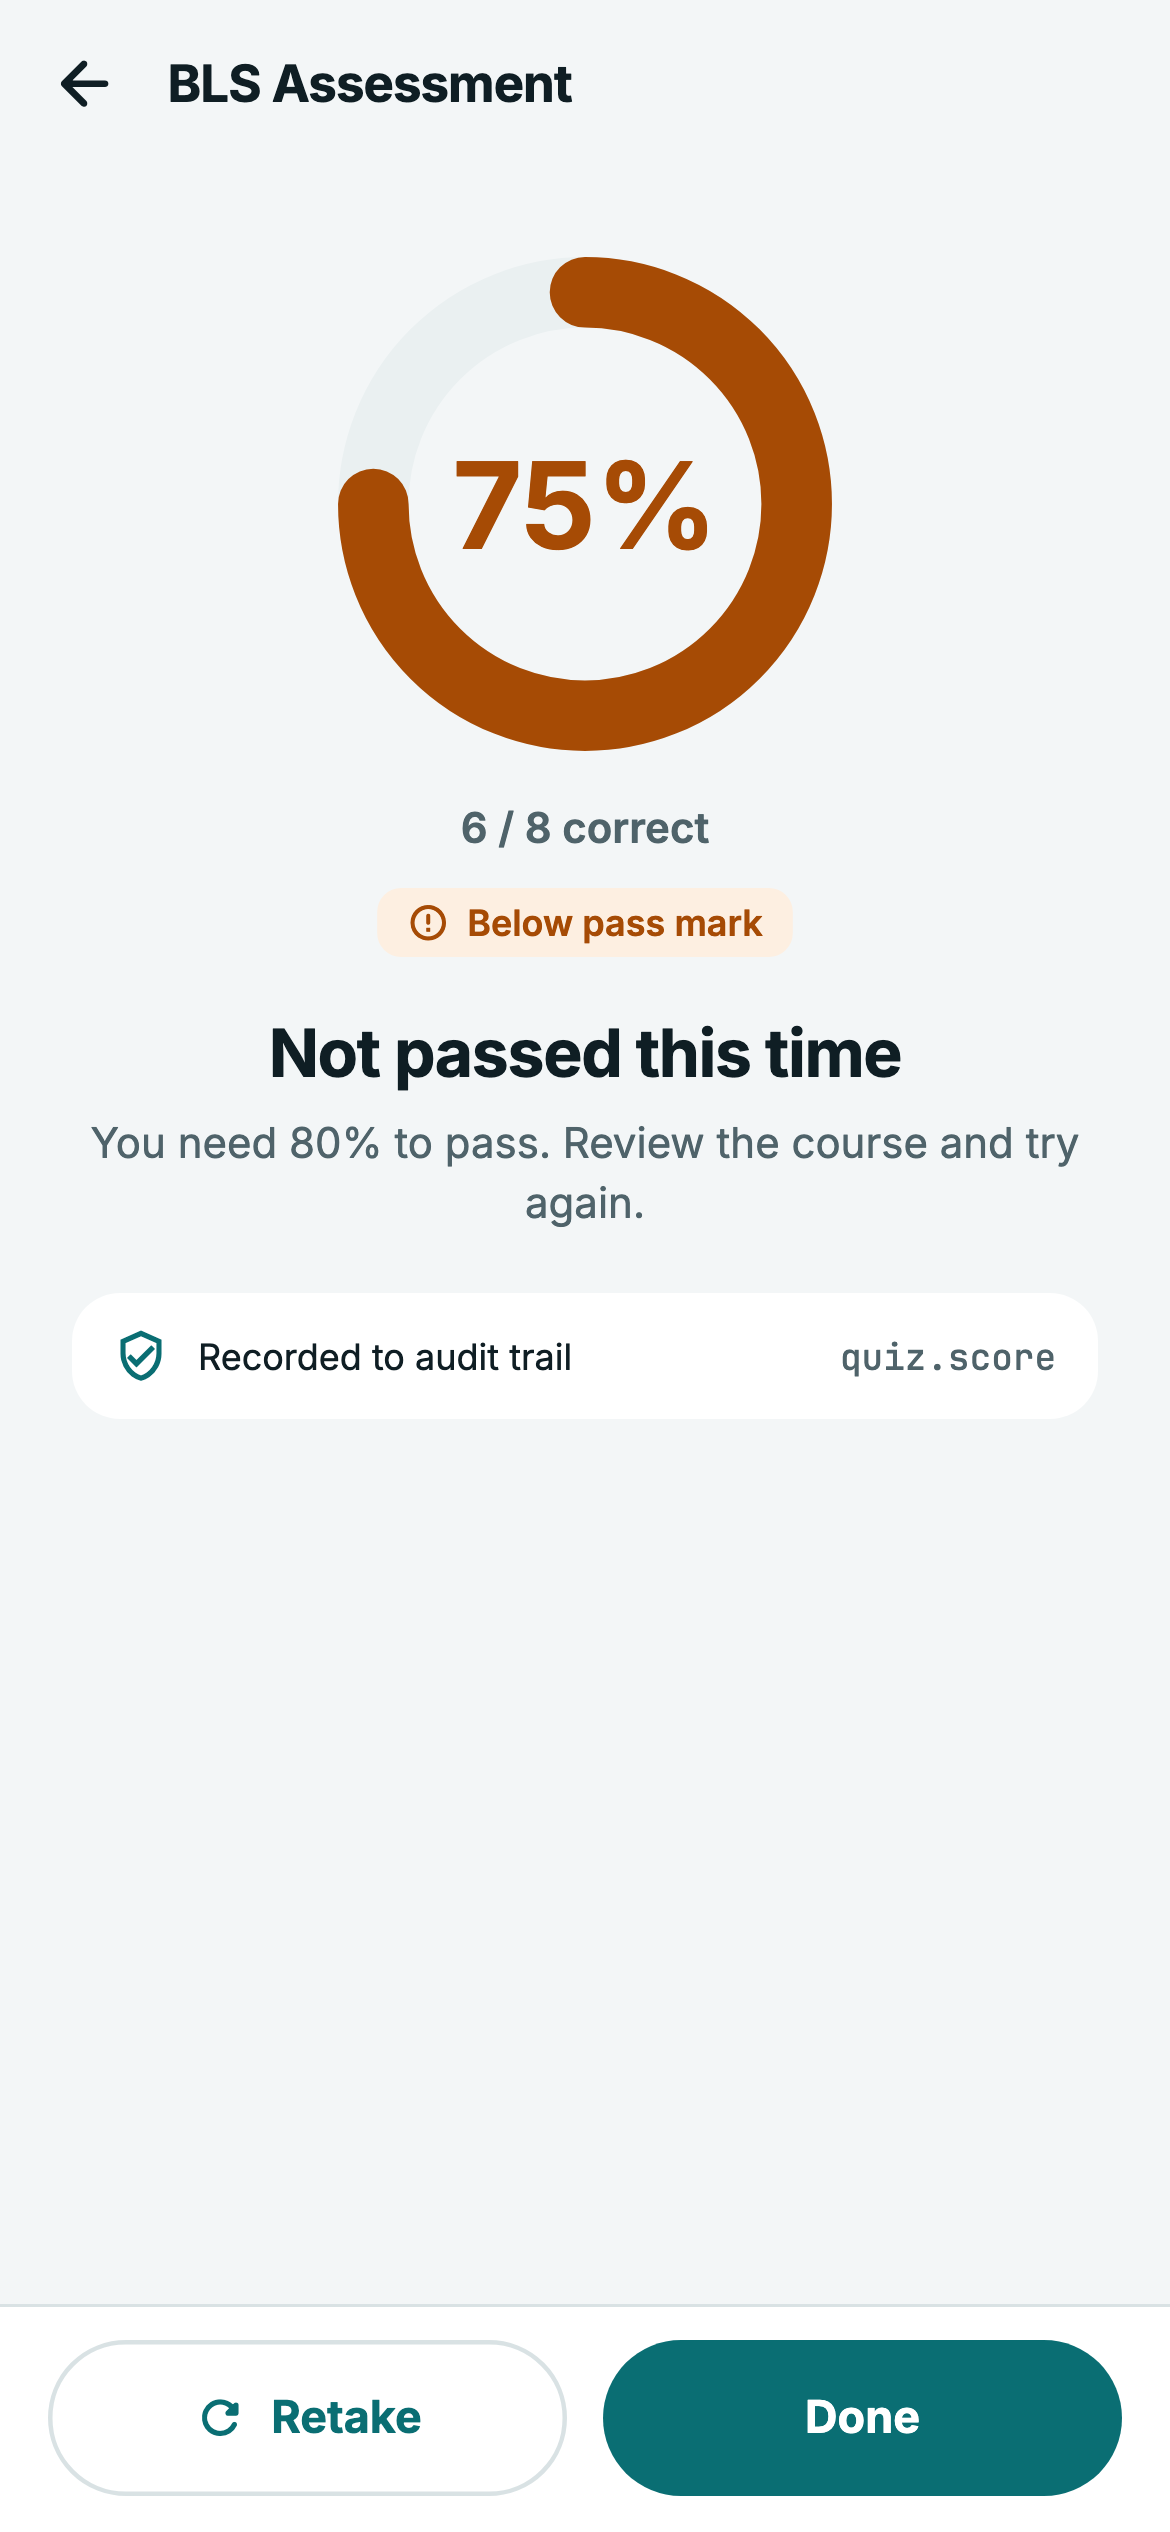 BLS Assessment
75%
6 / 8 correct
Below pass mark
Not passed this time
You need 80% to pass. Review the course and try
again.
Recorded to audit trail
quiz.score
Retake
Done